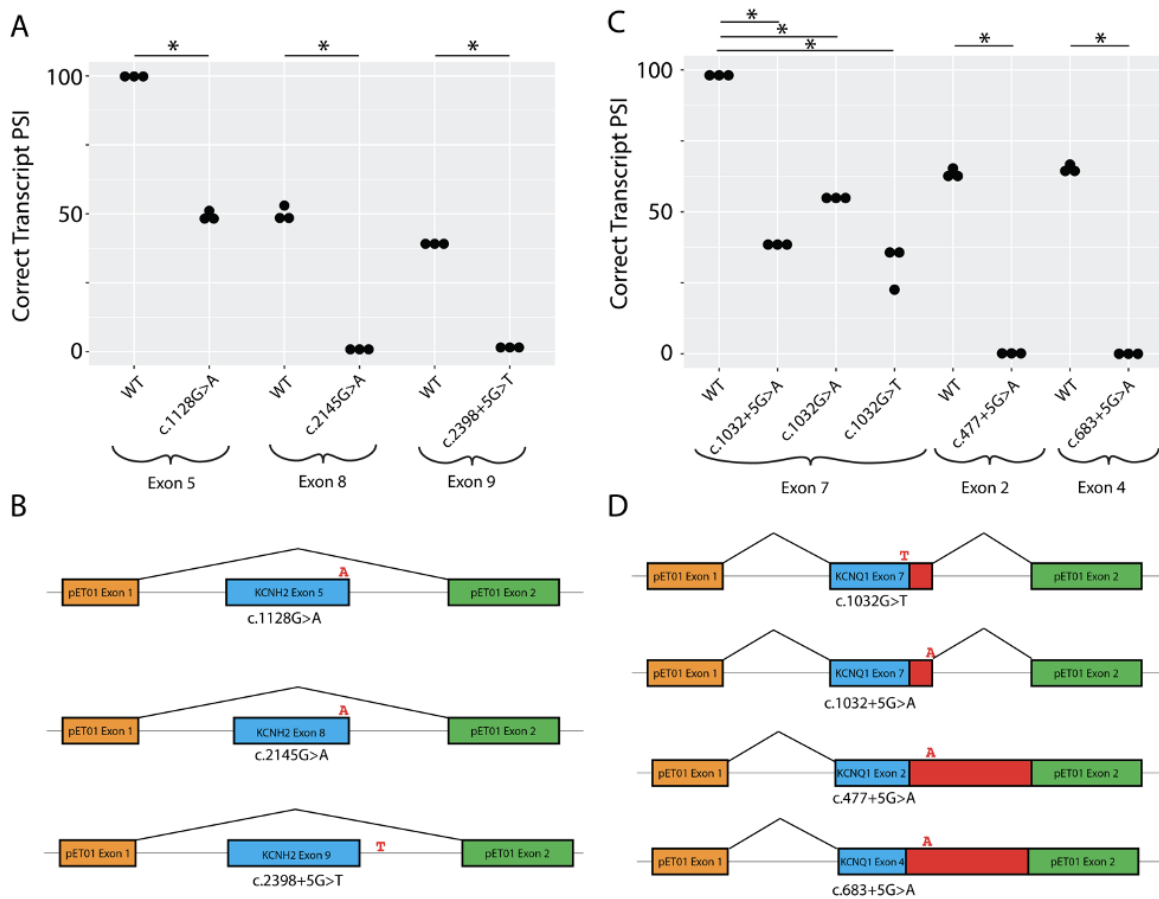 A
* * *
Correct Transcript PSI
100
50
0
WT
c.1128G>A
WT
c.2145G>A
WT
c.2398+5G>T
Exon 5
Exon 8
Exon 9
B
A
pET01 Exon 1 KCNH2 Exon 5 pET01 Exon 2
c.1128G>A
A
pET01 Exon 1 KCNH2 Exon 8 pET01 Exon 2
c.2145G>A
T
pET01 Exon 1 KCNH2 Exon 9 pET01 Exon 2
c.2398+5G>T
C
*
*
*
* *
Correct Transcript PSI
100
50
0
WT
c.1032+5G>A
c.1032G>A
c.1032G>T
WT
c.477+5G>A
WT
c.683+5G>A
Exon 7
Exon 2
Exon 4
D
T
pET01 Exon 1 KCNQ1 Exon 7 pET01 Exon 2
c.1032G>T
A
pET01 Exon 1 KCNQ1 Exon 7 pET01 Exon 2
c.1032+5G>A
A
pET01 Exon 1 KCNQ1 Exon 2 pET01 Exon 2
c.477+5G>A
A
pET01 Exon 1 KCNQ1 Exon 4 pET01 Exon 2
c.683+5G>A